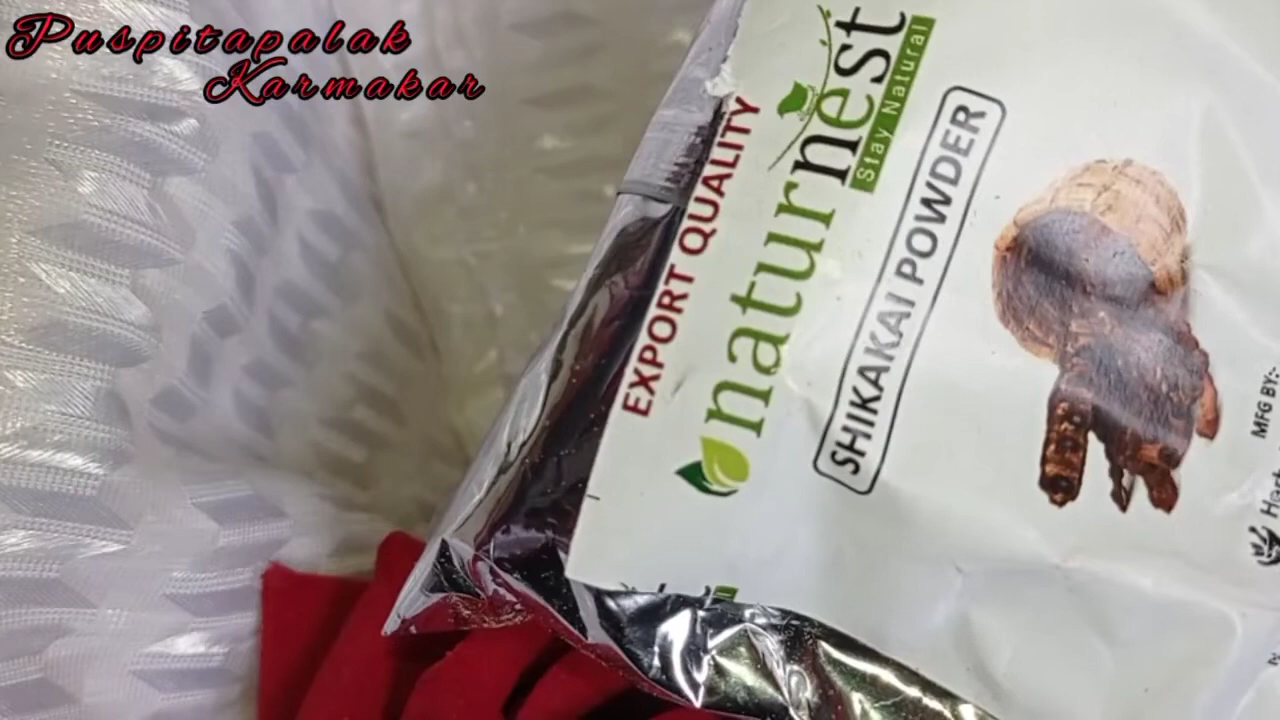 Puspitapalak
Karmakar
EXPORT QUALITY
naturnest
Stay Natural
SHIKAKAI POWDER
MFG BY:-